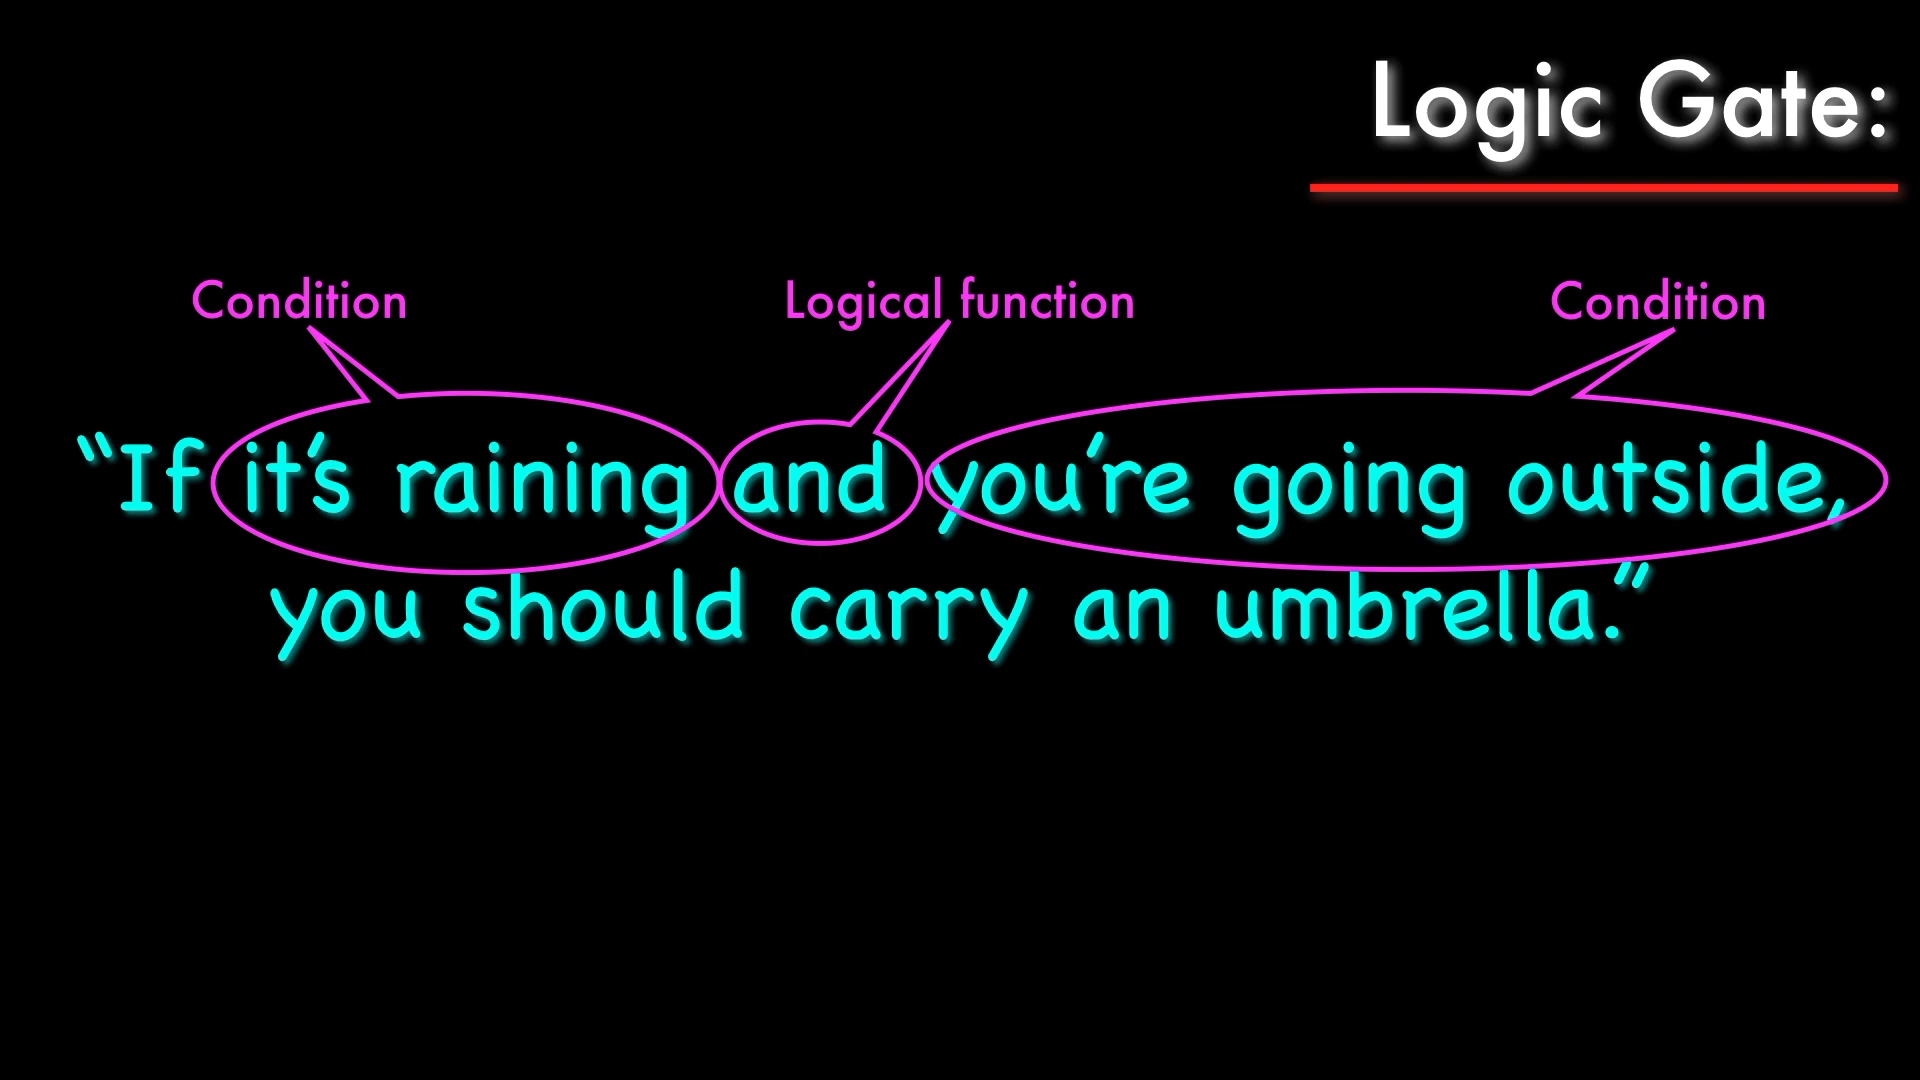 Logic Gate:
Condition Logical function Condition
“If it’s raining and you’re going outside,
you should carry an umbrella.”